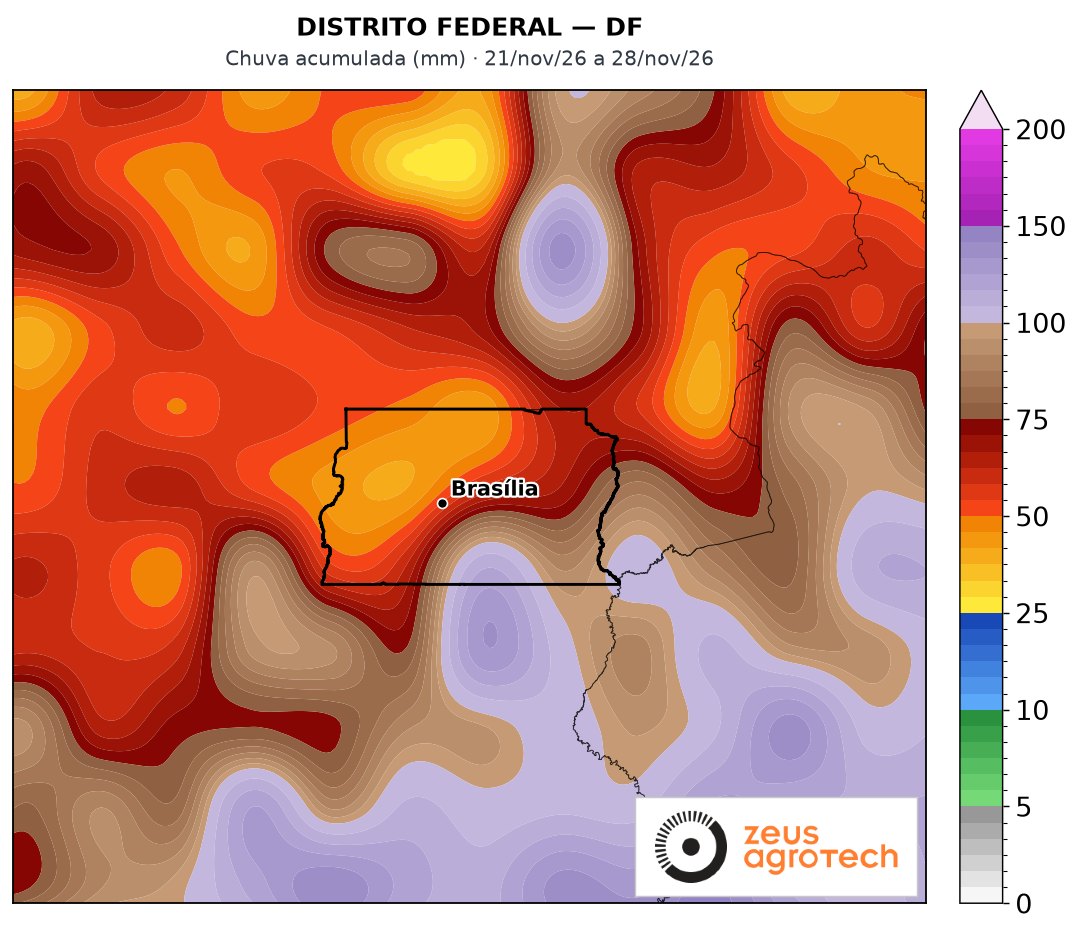 DISTRITO FEDERAL — DF
Chuva acumulada (mm) · 21/nov/26 a 28/nov/26
200
150
100
75
50
25
10
5
0
Brasília
zeus
agrotech